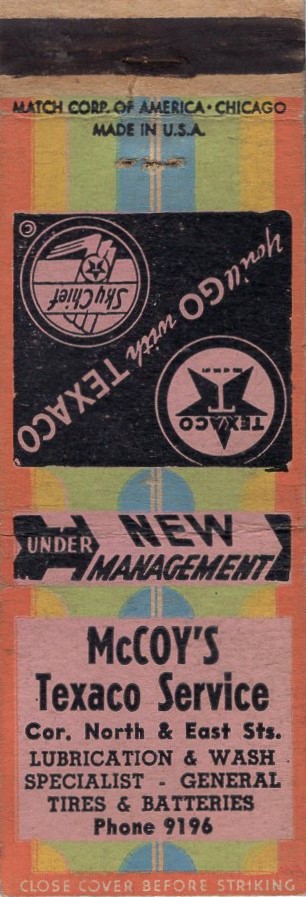 MATCH CORP. OF AMERICA • CHICAGO
MADE IN U.S.A.
©
Sky Chief
You'll GO with TEXACO
TEXACO
T
UNDER NEW
MANAGEMENT
McCOY'S
Texaco Service
Cor. North & East Sts.
LUBRICATION & WASH
SPECIALIST - GENERAL
TIRES & BATTERIES
Phone 9196
CLOSE COVER BEFORE STRIKING